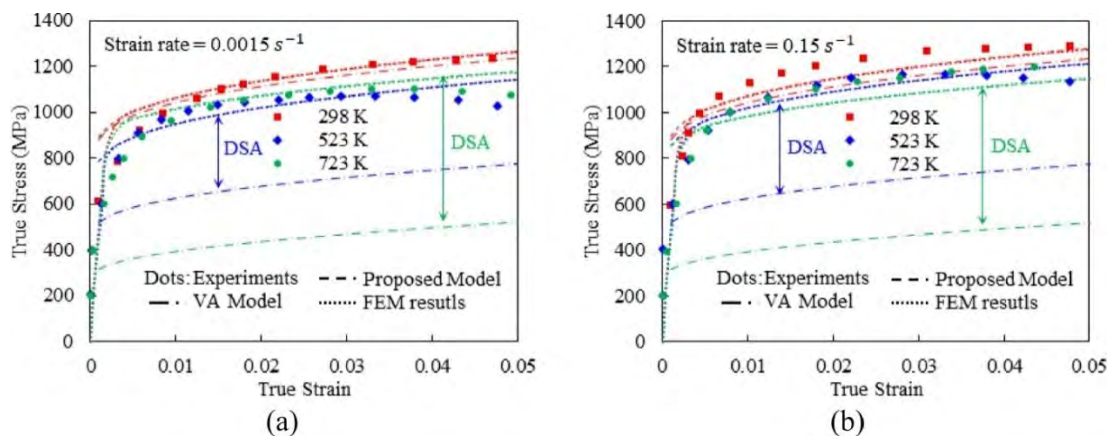 1400
1200
1000
800
600
400
200
0
True Stress (MPa)
Strain rate = 0.0015 s⁻¹
298 K
523 K
723 K
DSA
DSA
Dots: Experiments
Proposed Model
VA Model
FEM resutls
0 0.01 0.02 0.03 0.04 0.05
True Strain
(a)
1400
1200
1000
800
600
400
200
0
True Stress (MPa)
Strain rate = 0.15 s⁻¹
298 K
523 K
723 K
DSA
DSA
Dots: Experiments
Proposed Model
VA Model
FEM resutls
0 0.01 0.02 0.03 0.04 0.05
True Strain
(b)